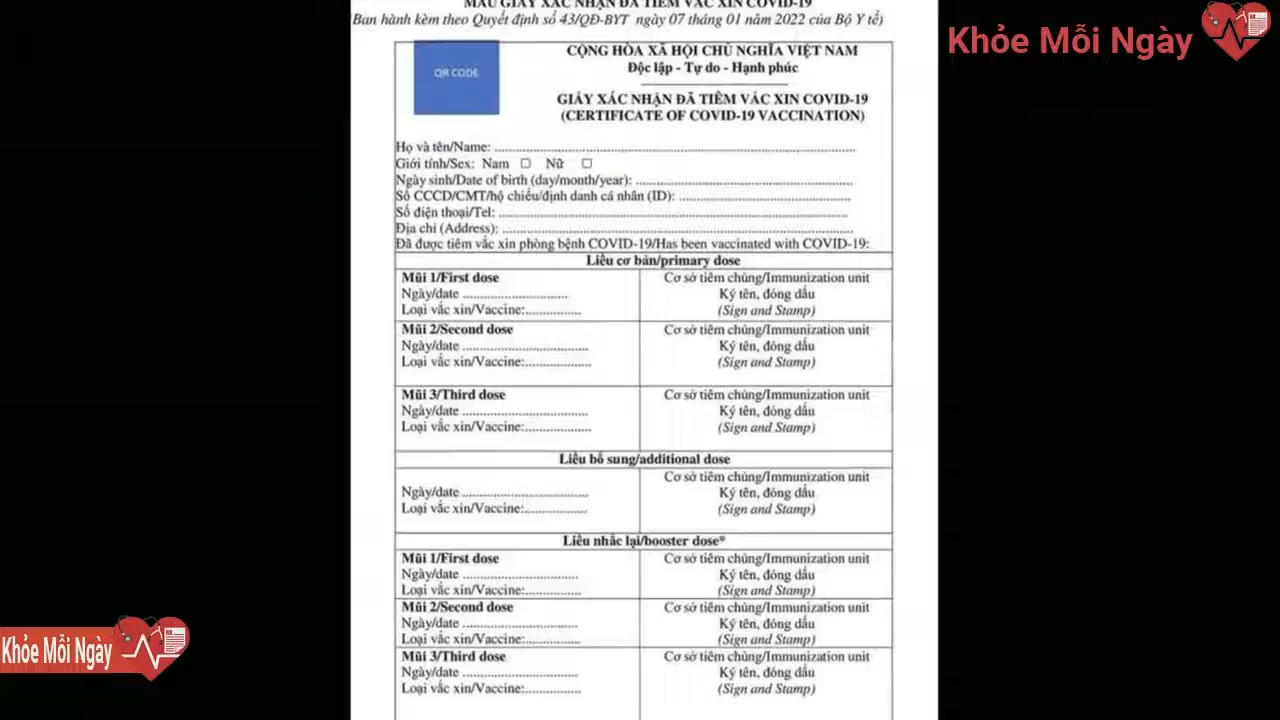 MẪU GIẤY XÁC NHẬN ĐÃ TIÊM VẮC XIN COVID-19
Ban hành kèm theo Quyết định số 43/QĐ-BYT ngày 07 tháng 01 năm 2022 của Bộ Y tế)
Khỏe Mỗi Ngày
QR CODE
CỘNG HÒA XÃ HỘI CHỦ NGHĨA VIỆT NAM
Độc lập - Tự do - Hạnh phúc
GIẤY XÁC NHẬN ĐÃ TIÊM VẮC XIN COVID-19
(CERTIFICATE OF COVID-19 VACCINATION)
Họ và tên/Name: ....................
Giới tính/Sex: Nam ☐ Nữ ☐
Ngày sinh/Date of birth (day/month/year): ....................
Số CCCD/CMT/hộ chiếu/định danh cá nhân (ID): ....................
Số điện thoại/Tel: ....................
Địa chỉ (Address): ....................
Đã được tiêm vắc xin phòng bệnh COVID-19/Has been vaccinated with COVID-19:
Liều cơ bản/primary dose
Mũi 1/First dose
Ngày/date ....................
Loại vắc xin/Vaccine:....................
Cơ sở tiêm chủng/Immunization unit
Ký tên, đóng dấu
(Sign and Stamp)
Mũi 2/Second dose
Ngày/date ....................
Loại vắc xin/Vaccine:....................
Cơ sở tiêm chủng/Immunization unit
Ký tên, đóng dấu
(Sign and Stamp)
Mũi 3/Third dose
Ngày/date ....................
Loại vắc xin/Vaccine:....................
Cơ sở tiêm chủng/Immunization unit
Ký tên, đóng dấu
(Sign and Stamp)
Liều bổ sung/additional dose
Ngày/date ....................
Loại vắc xin/Vaccine:....................
Cơ sở tiêm chủng/Immunization unit
Ký tên, đóng dấu
(Sign and Stamp)
Liều nhắc lại/booster dose*
Mũi 1/First dose
Ngày/date ....................
Loại vắc xin/Vaccine:....................
Cơ sở tiêm chủng/Immunization unit
Ký tên, đóng dấu
(Sign and Stamp)
Mũi 2/Second dose
Ngày/date ....................
Loại vắc xin/Vaccine:....................
Cơ sở tiêm chủng/Immunization unit
Ký tên, đóng dấu
(Sign and Stamp)
Mũi 3/Third dose
Ngày/date ....................
Loại vắc xin/Vaccine:....................
Cơ sở tiêm chủng/Immunization unit
Ký tên, đóng dấu
(Sign and Stamp)
Khỏe Mỗi Ngày